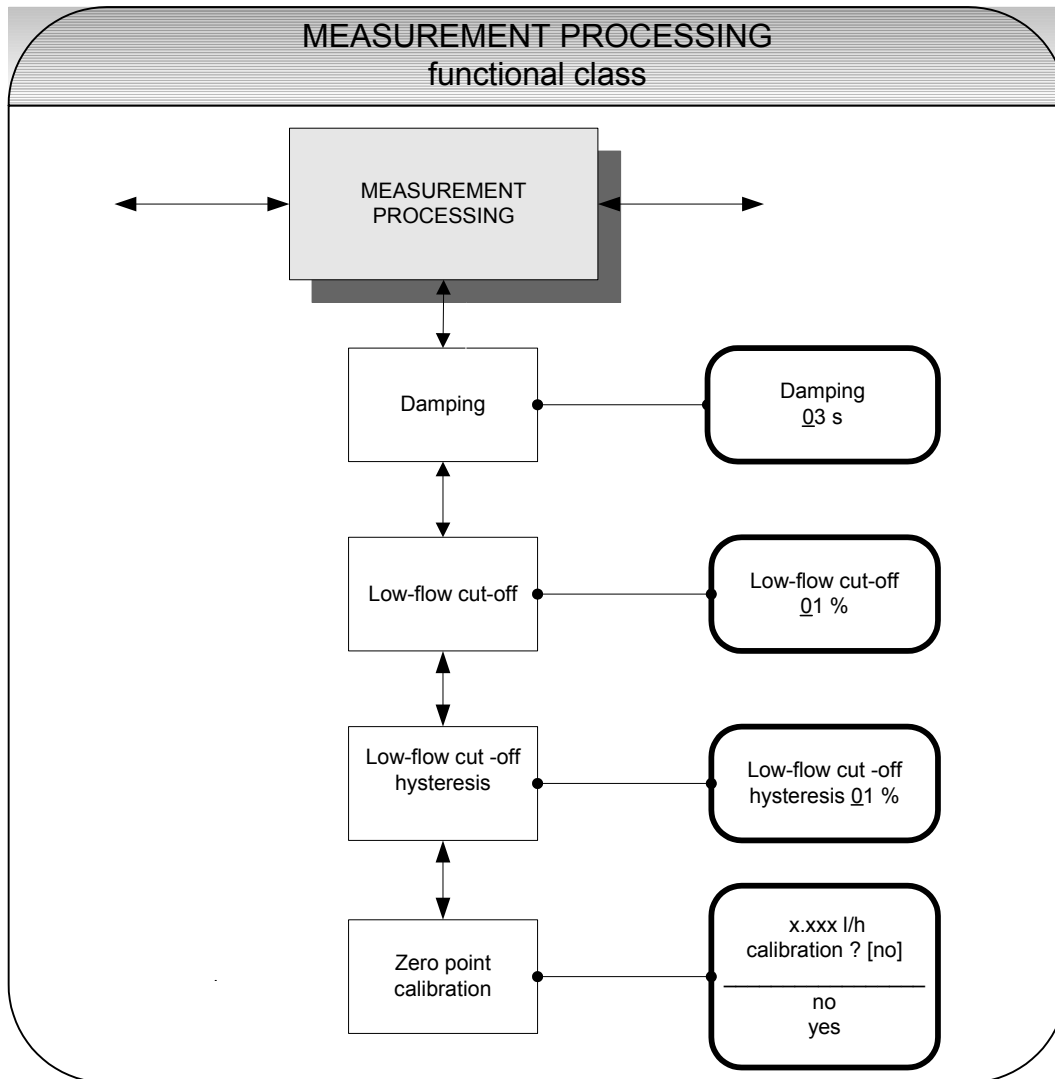 MEASUREMENT PROCESSING
functional class
MEASUREMENT
PROCESSING
Damping
Damping
03 s
Low-flow cut-off
Low-flow cut-off
01 %
Low-flow cut -off
hysteresis
Low-flow cut -off
hysteresis 01 %
Zero point
calibration
x.xxx l/h
calibration ? [no]
no
yes